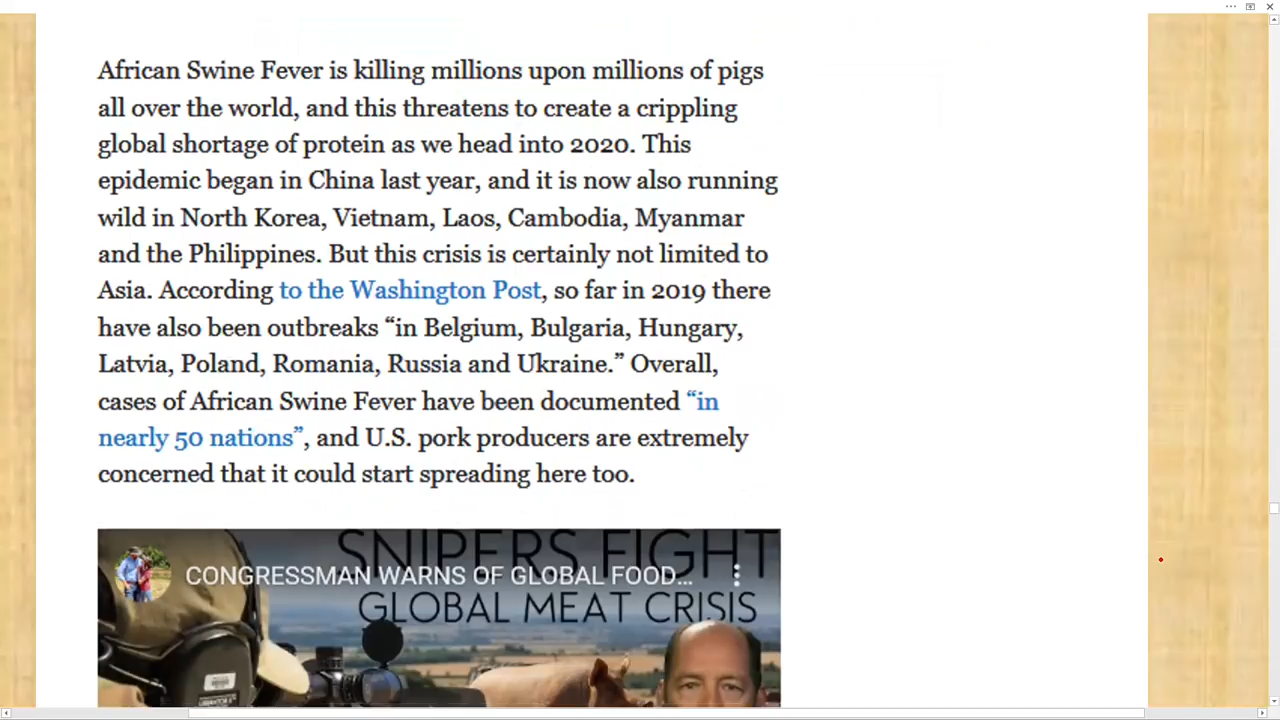 African Swine Fever is killing millions upon millions of pigs
all over the world, and this threatens to create a crippling
global shortage of protein as we head into 2020. This
epidemic began in China last year, and it is now also running
wild in North Korea, Vietnam, Laos, Cambodia, Myanmar
and the Philippines. But this crisis is certainly not limited to
Asia. According to the Washington Post, so far in 2019 there
have also been outbreaks “in Belgium, Bulgaria, Hungary,
Latvia, Poland, Romania, Russia and Ukraine.” Overall,
cases of African Swine Fever have been documented “in
nearly 50 nations”, and U.S. pork producers are extremely
concerned that it could start spreading here too.
SNIPERS FIGHT
CONGRESSMAN WARNS OF GLOBAL FOOD...
GLOBAL MEAT CRISIS